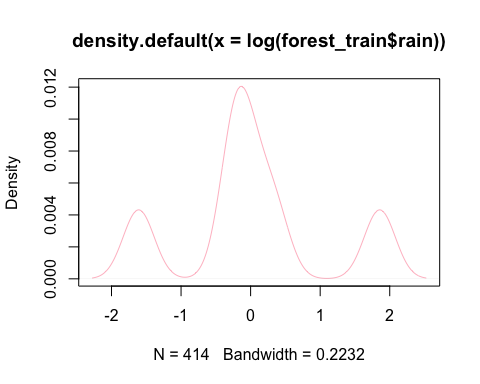 density.default(x = log(forest_train$rain))
Density
0.012
0.008
0.004
0.000
-2 -1 0 1 2
N = 414 Bandwidth = 0.2232